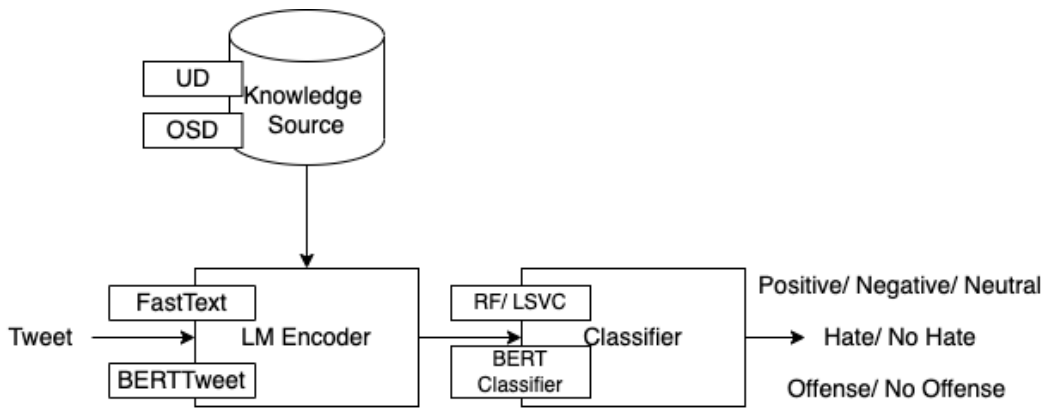 UD
Knowledge
Source
OSD
FastText
Tweet
LM Encoder
BERTTweet
RF/ LSVC
Classifier
BERT
Classifier
Positive/ Negative/ Neutral
Hate/ No Hate
Offense/ No Offense